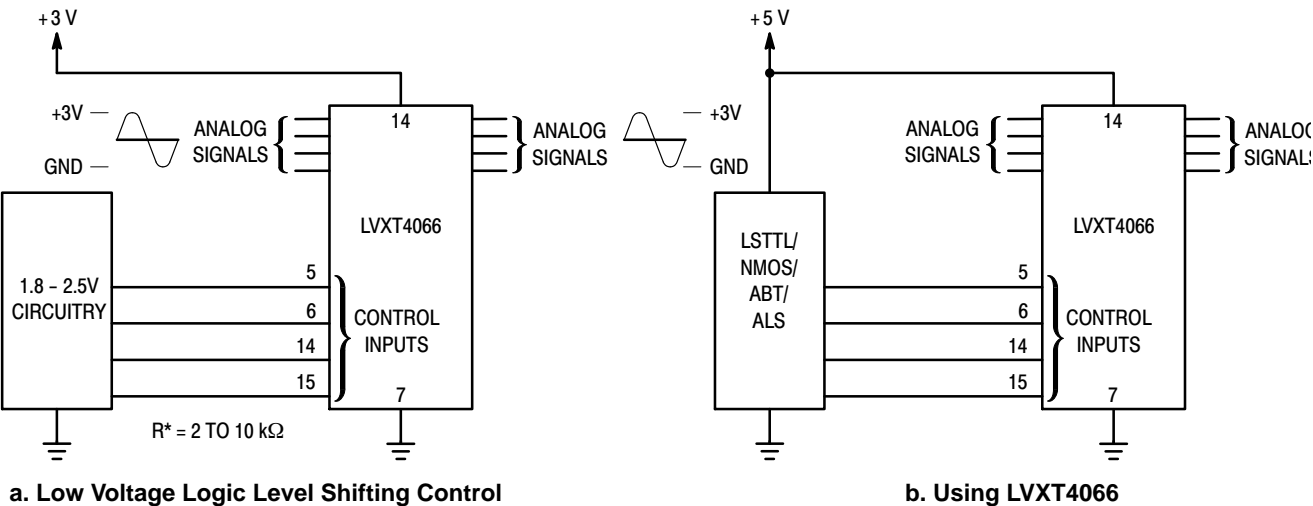 +3 V
+3V
GND
ANALOG
SIGNALS
14
ANALOG
SIGNALS
LVXT4066
1.8 – 2.5V
CIRCUITRY
5
6
14
15
CONTROL
INPUTS
7
R* = 2 TO 10 kΩ
a. Low Voltage Logic Level Shifting Control
+5 V
+3V
GND
ANALOG
SIGNALS
14
ANALOG
SIGNALS
LVXT4066
LSTTL/
NMOS/
ABT/
ALS
5
6
14
15
CONTROL
INPUTS
7
b. Using LVXT4066